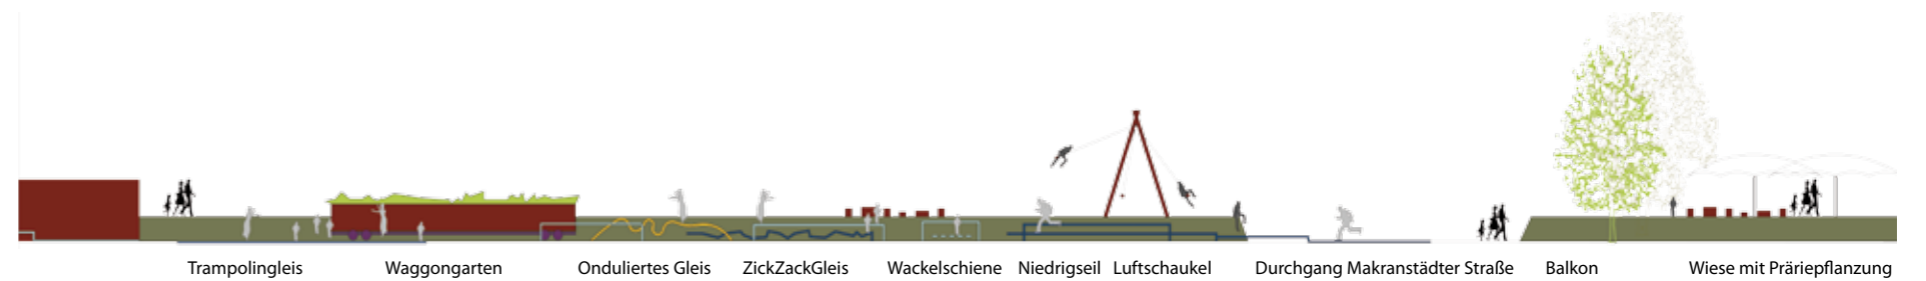 Trampolingleis Waggongarten Onduliertes Gleis ZickZackGleis Wackelschiene Niedrigseil Luftschaukel Durchgang Makranstädter Straße Balkon Wiese mit Präriepflanzung